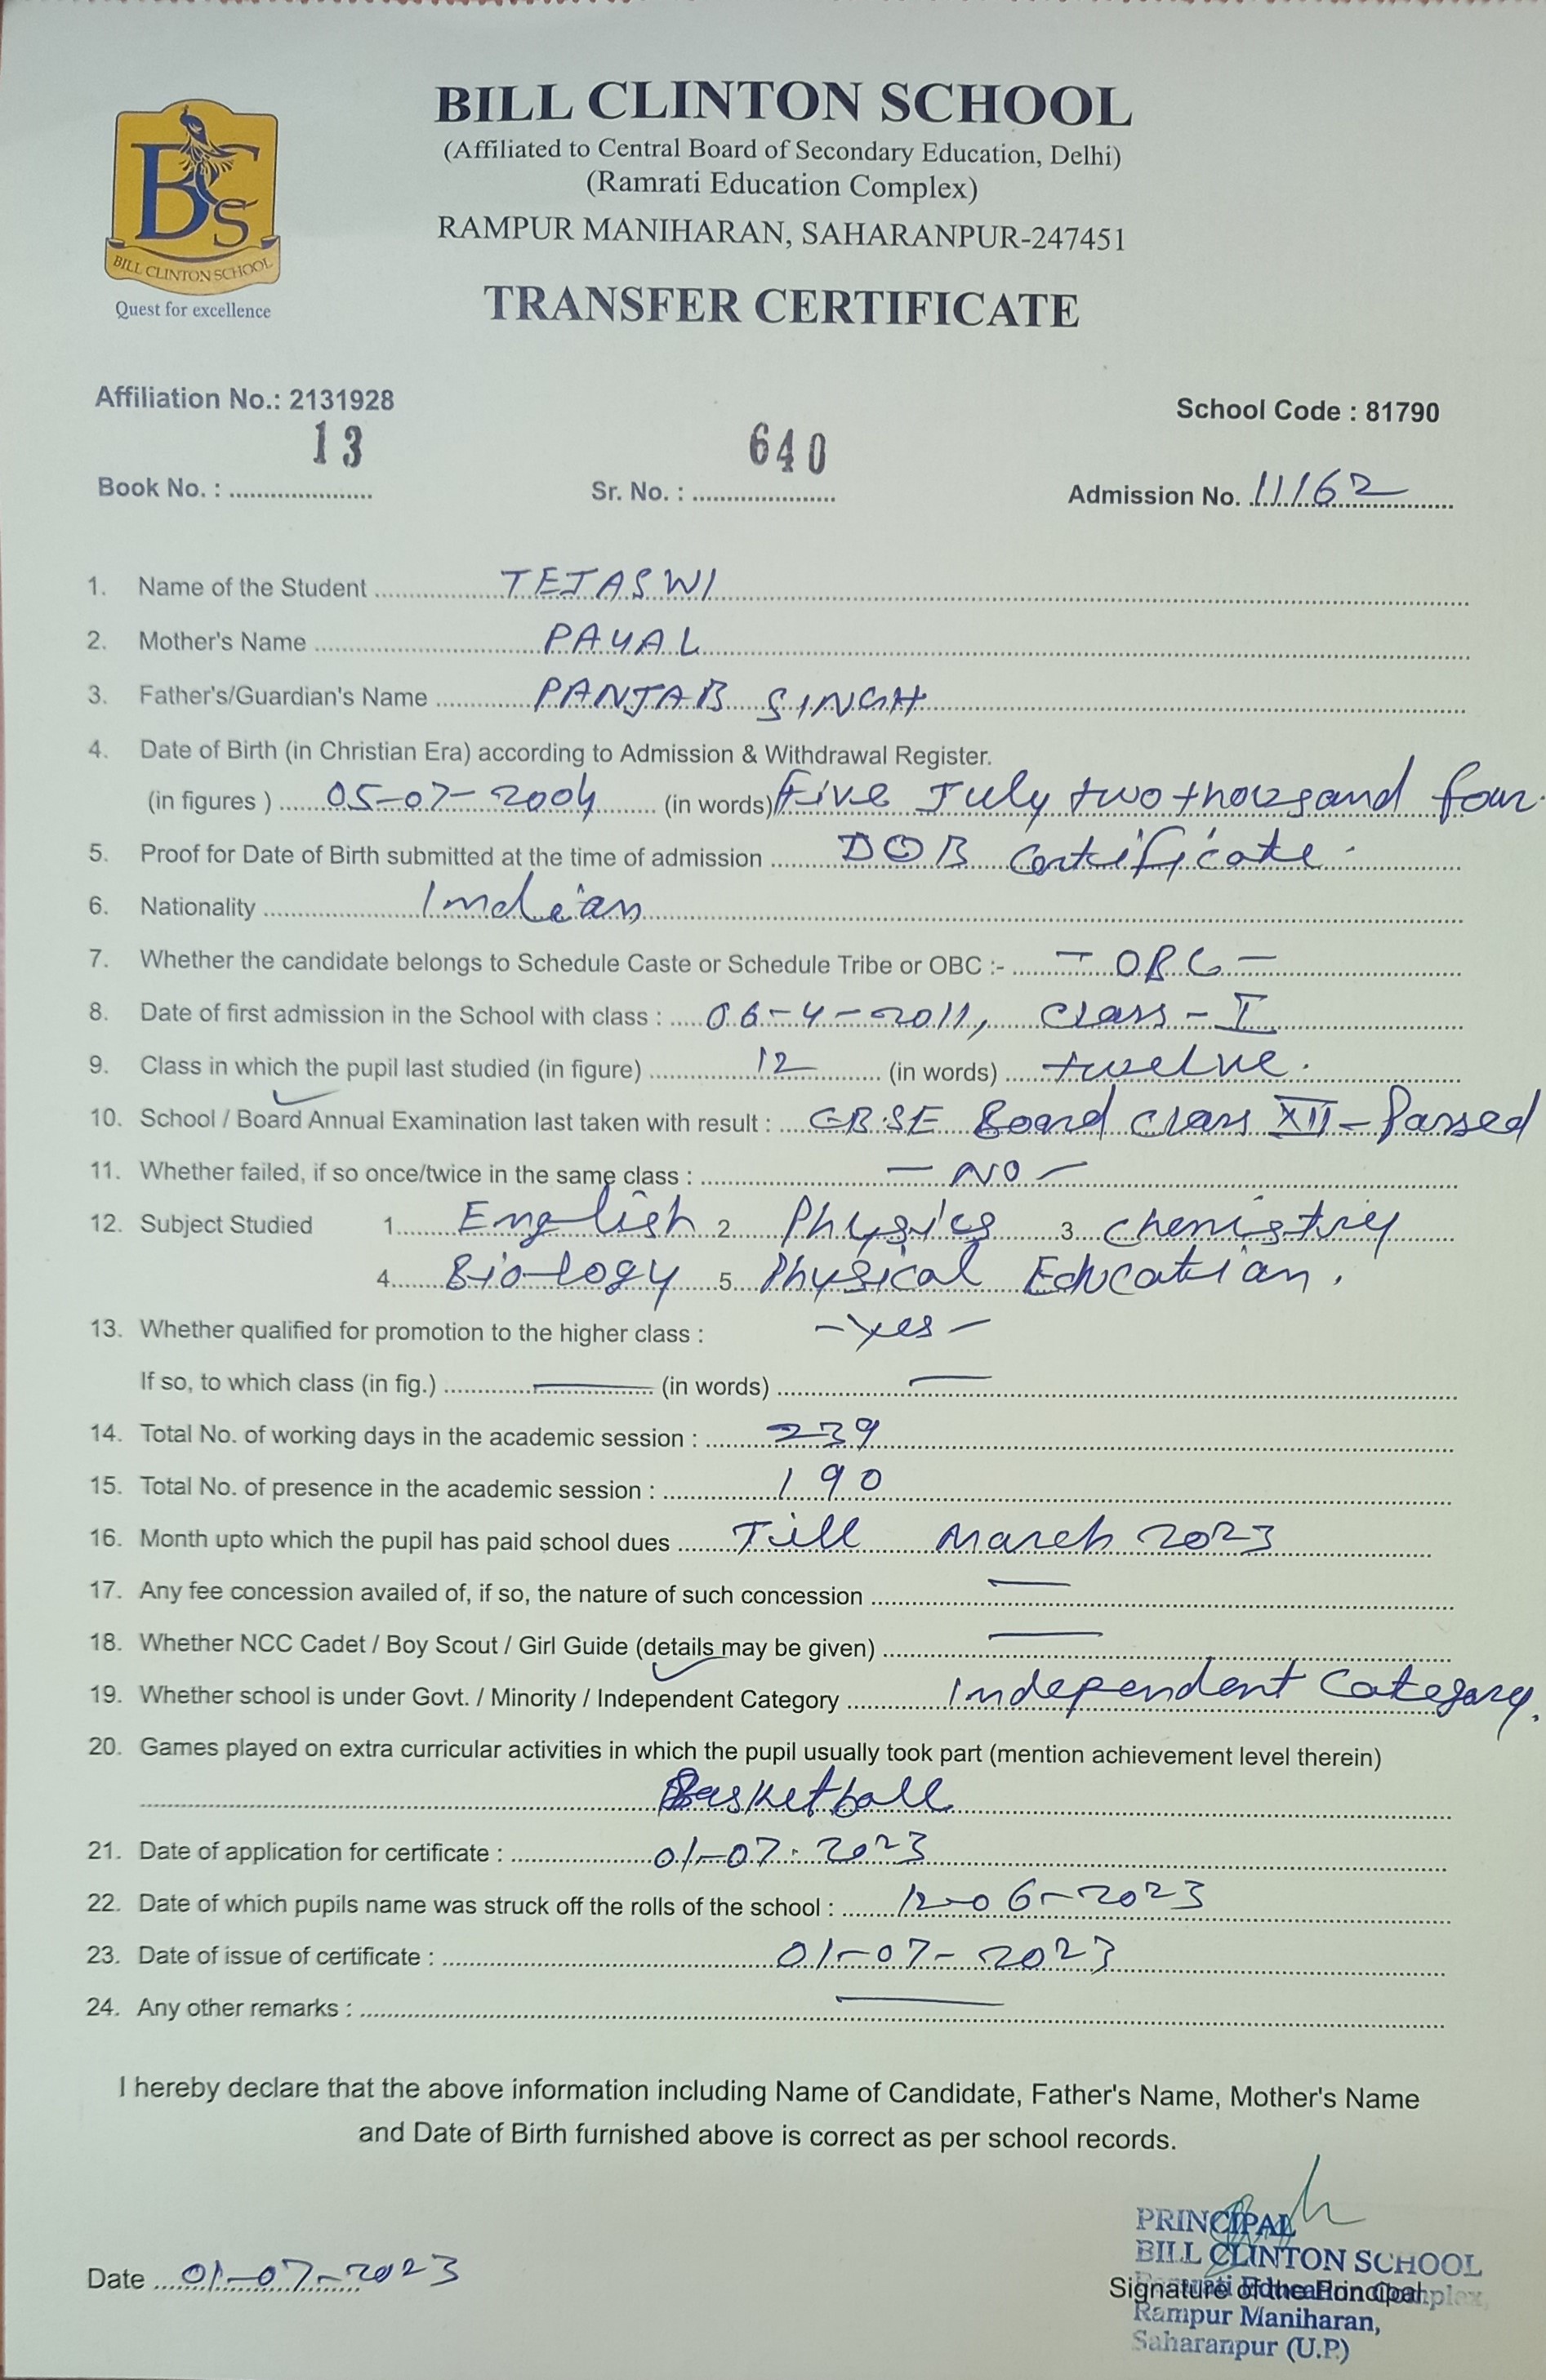 BILL CLINTON SCHOOL
(Affiliated to Central Board of Secondary Education, Delhi)
(Ramrati Education Complex)
RAMPUR MANIHARAN, SAHARANPUR-247451
BCS
BILL CLINTON SCHOOL
Quest for excellence
TRANSFER CERTIFICATE
Affiliation No.: 2131928 School Code : 81790
Book No. : 13 Sr. No. : 640 Admission No. 11162
1. Name of the Student TEJASWI
2. Mother's Name PAYAL
3. Father's/Guardian's Name PANJAB SINGH
4. Date of Birth (in Christian Era) according to Admission & Withdrawal Register.
(in figures ) 05-07-2004 (in words) Five July two thousand four.
5. Proof for Date of Birth submitted at the time of admission DOB Certificate.
6. Nationality Indian
7. Whether the candidate belongs to Schedule Caste or Schedule Tribe or OBC :- - OBC -
8. Date of first admission in the School with class : 06-4-2011, Class - I
9. Class in which the pupil last studied (in figure) 12 (in words) twelve.
10. School / Board Annual Examination last taken with result : CBSE Board Class XII - Passed
11. Whether failed, if so once/twice in the same class : - NO -
12. Subject Studied 1. English 2. Physics 3. Chemistry
4. Biology 5. Physical Education.
13. Whether qualified for promotion to the higher class : - Yes -
If so, to which class (in fig.) — (in words) —
14. Total No. of working days in the academic session : 239
15. Total No. of presence in the academic session : 190
16. Month upto which the pupil has paid school dues Till March 2023
17. Any fee concession availed of, if so, the nature of such concession —
18. Whether NCC Cadet / Boy Scout / Girl Guide (details may be given) —
19. Whether school is under Govt. / Minority / Independent Category Independent Category.
20. Games played on extra curricular activities in which the pupil usually took part (mention achievement level therein)
Basketball
21. Date of application for certificate : 01-07-2023
22. Date of which pupils name was struck off the rolls of the school : 12-06-2023
23. Date of issue of certificate : 01-07-2023
24. Any other remarks : —
I hereby declare that the above information including Name of Candidate, Father's Name, Mother's Name
and Date of Birth furnished above is correct as per school records.
PRINCIPAL
BILL CLINTON SCHOOL
Date 01-07-2023 Signature of the Principal
Rampur Maniharan,
Saharanpur (U.P.)